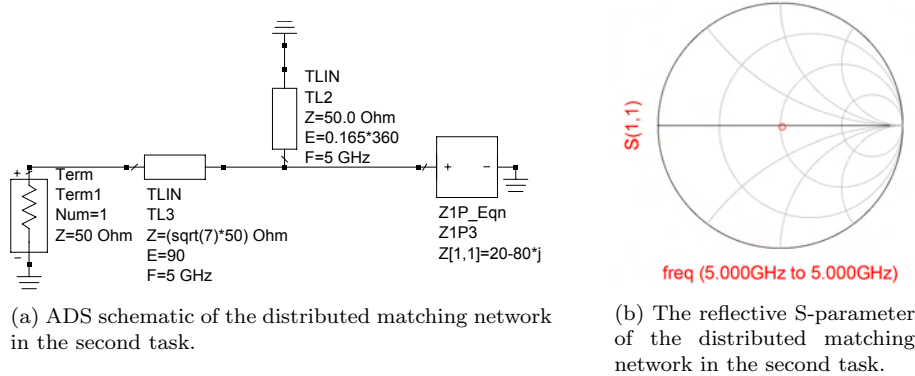 TLIN
TL2
Z=50.0 Ohm
E=0.165*360
F=5 GHz
+
Term
Term1
Num=1
Z=50 Ohm
−
TLIN
TL3
Z=(sqrt(7)*50) Ohm
E=90
F=5 GHz
+ −
Z1P_Eqn
Z1P3
Z[1,1]=20-80*j
(a) ADS schematic of the distributed matching network
in the second task.
S(1,1)
freq (5.000GHz to 5.000GHz)
(b) The reflective S-parameter
of the distributed matching
network in the second task.